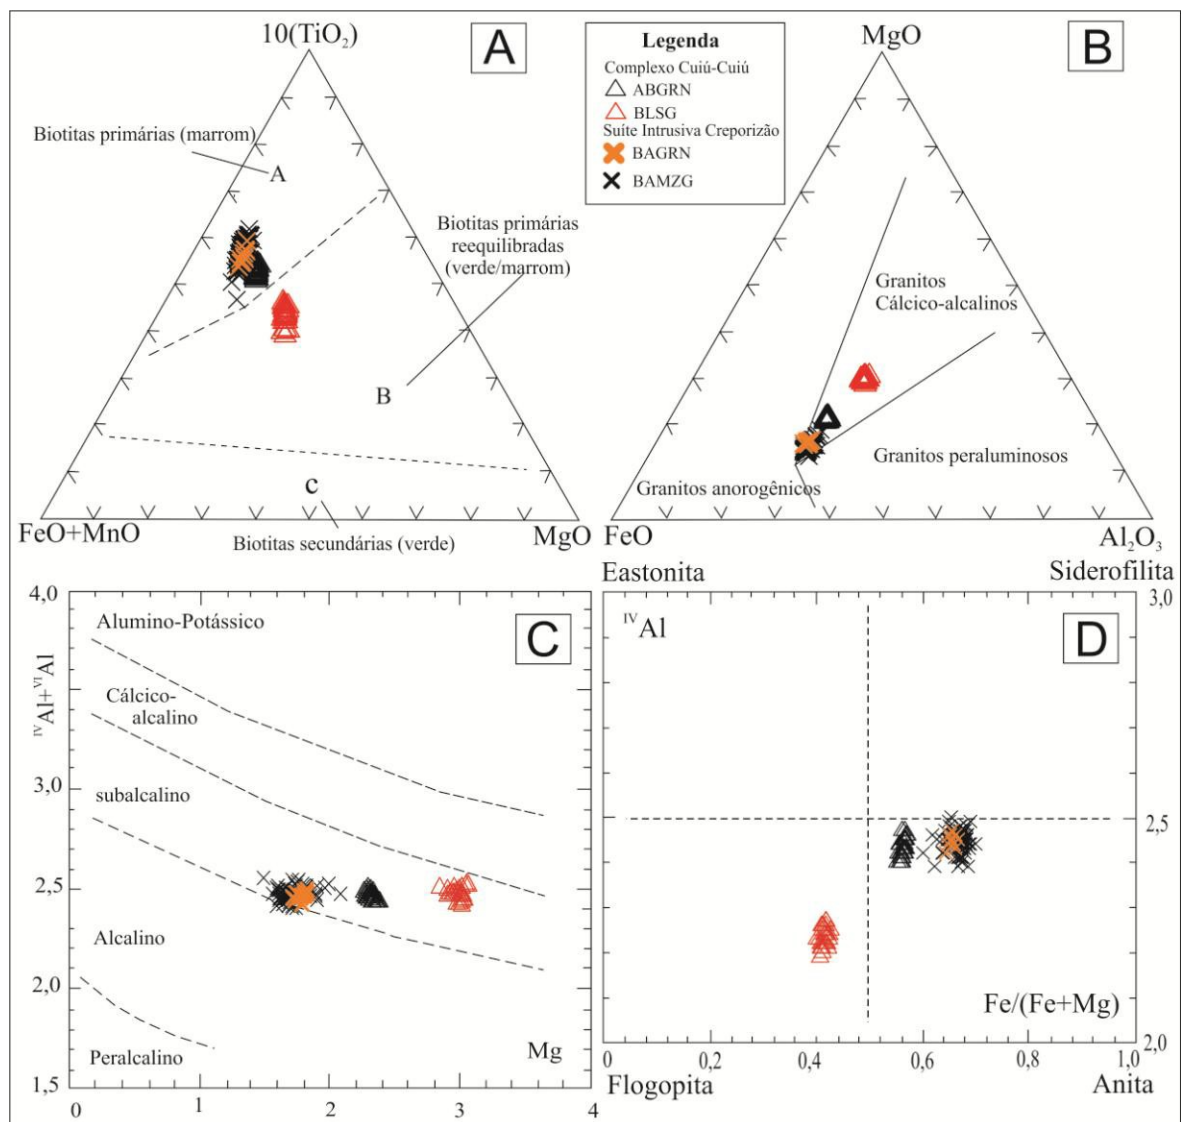 10(TiO₂)
A
Biotitas primárias (marrom)
A
Biotitas primárias
reequilibradas
(verde/marrom)
B
c
FeO+MnO
MgO
Biotitas secundárias (verde)
Legenda
Complexo Cuiú-Cuiú
ABGRN
BLSG
Suíte Intrusiva Creporizão
BAGRN
BAMZG
MgO
B
Granitos
Cálcico-alcalinos
Granitos peraluminosos
Granitos anorogênicos
FeO
Al₂O₃
4,0
3,0
2,5
2,0
1,5
ᴵⱽAl+ⱽᴵAl
Alumino-Potássico
C
Cálcico-
alcalino
subalcalino
Alcalino
Peralcalino
Mg
0
1
2
3
4
Eastonita
Siderofilita
ᴵⱽAl
D
3,0
2,5
2,0
Fe/(Fe+Mg)
0
0,2
0,4
0,6
0,8
1,0
Flogopita
Anita